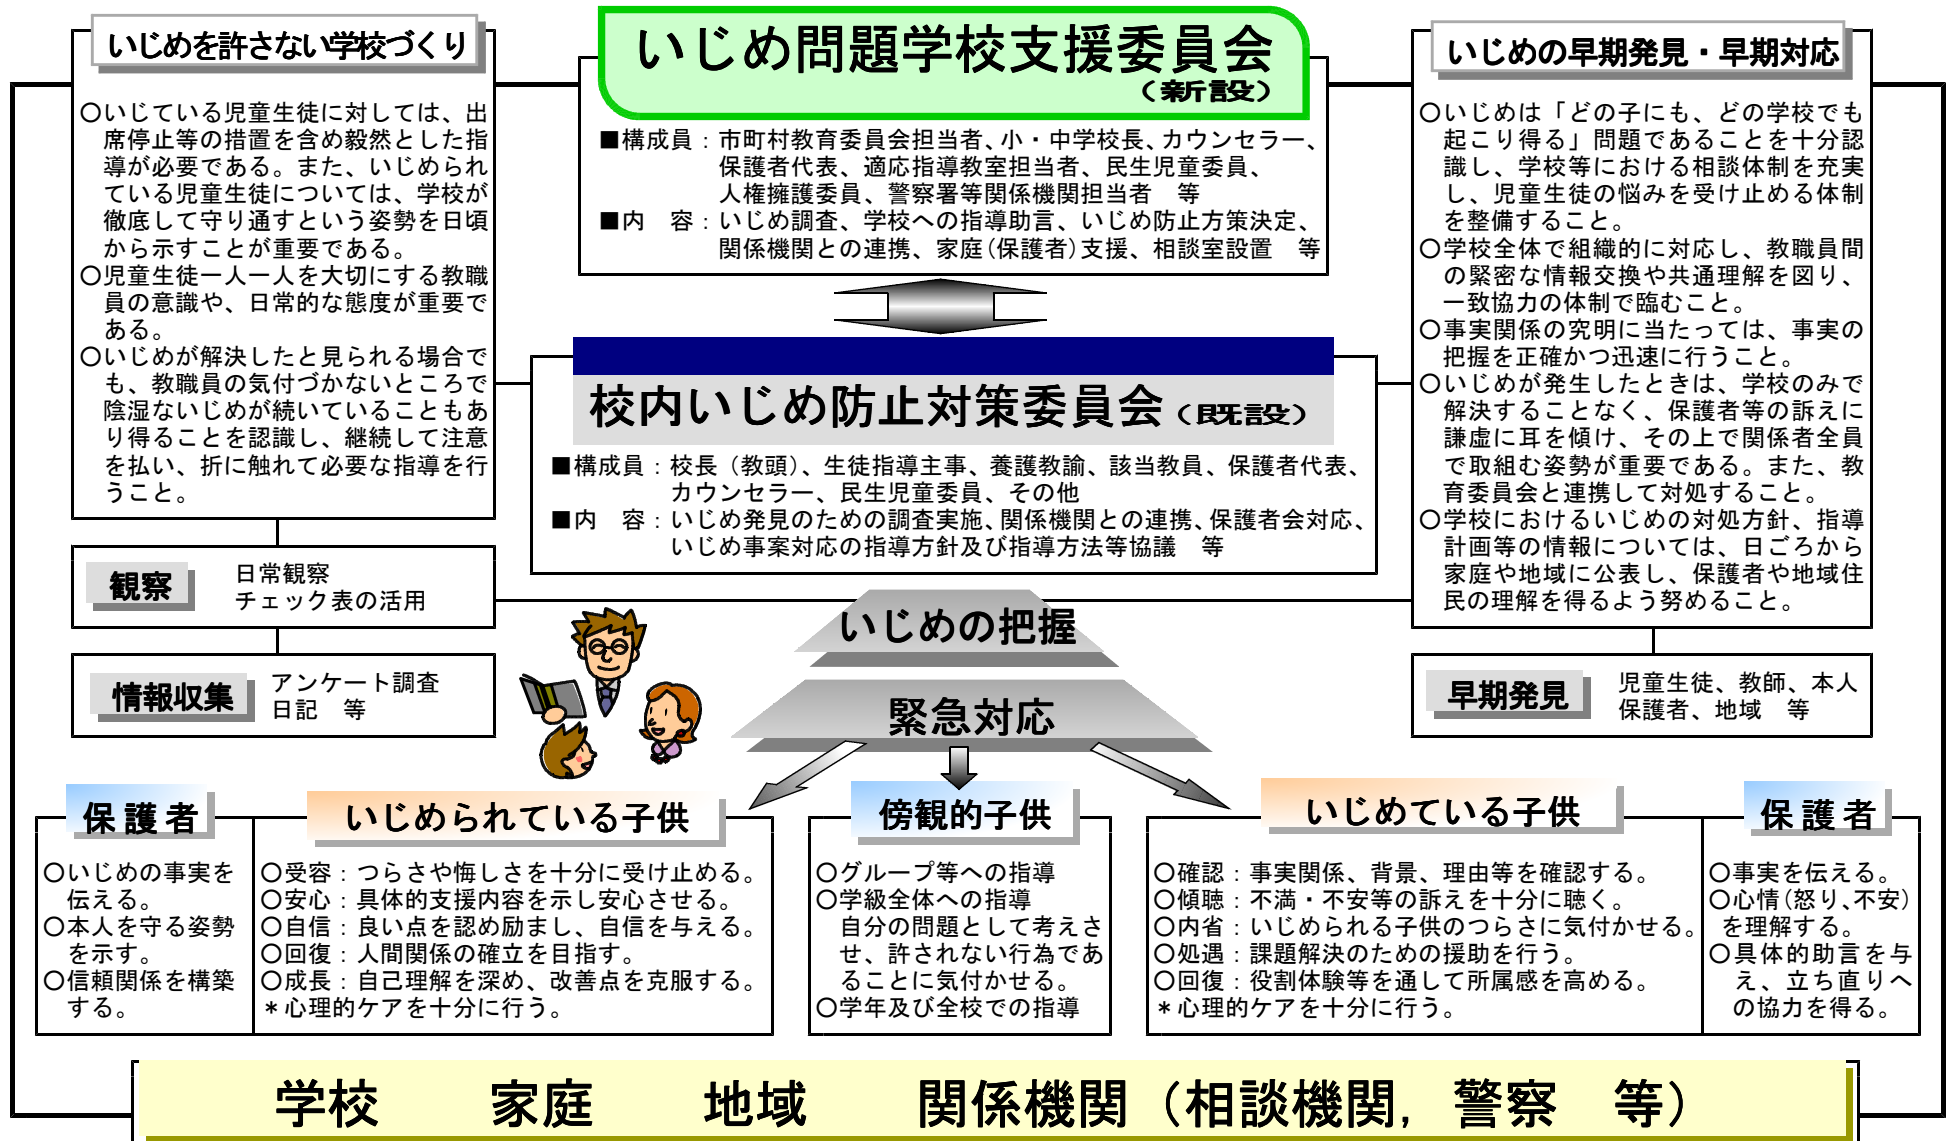 いじめを許さない学校づくり
〇いじている児童生徒に対しては、出
席停止等の措置を含め毅然とした指
導が必要である。また、いじめられ
ている児童生徒については、学校が
徹底して守り通すという姿勢を日頃
から示すことが重要である。
〇児童生徒一人一人を大切にする教職
員の意識や、日常的な態度が重要で
ある。
〇いじめが解決したと見られる場合で
も、教職員の気付づかないところで
陰湿ないじめが続いていることもあ
り得ることを認識し、継続して注意
を払い、折に触れて必要な指導を行
うこと。
観察
日常観察
チェック表の活用
情報収集
アンケート調査
日記　等
いじめ問題学校支援委員会
（新設）
■構成員：市町村教育委員会担当者、小・中学校長、カウンセラー、
保護者代表、適応指導教室担当者、民生児童委員、
人権擁護委員、警察署等関係機関担当者　等
■内　容：いじめ調査、学校への指導助言、いじめ防止方策決定、
関係機関との連携、家庭(保護者)支援、相談室設置　等
校内いじめ防止対策委員会（既設）
■構成員：校長（教頭）、生徒指導主事、養護教諭、該当教員、保護者代表、
カウンセラー、民生児童委員、その他
■内　容：いじめ発見のための調査実施、関係機関との連携、保護者会対応、
いじめ事案対応の指導方針及び指導方法等協議　等
いじめの早期発見・早期対応
〇いじめは「どの子にも、どの学校でも
起こり得る」問題であることを十分認
識し、学校等における相談体制を充実
し、児童生徒の悩みを受け止める体制
を整備すること。
〇学校全体で組織的に対応し、教職員間
の緊密な情報交換や共通理解を図り、
一致協力の体制で臨むこと。
〇事実関係の究明に当たっては、事実の
把握を正確かつ迅速に行うこと。
〇いじめが発生したときは、学校のみで
解決することなく、保護者等の訴えに
謙虚に耳を傾け、その上で関係者全員
で取組む姿勢が重要である。また、教
育委員会と連携して対処すること。
〇学校におけるいじめの対処方針、指導
計画等の情報については、日ごろから
家庭や地域に公表し、保護者や地域住
民の理解を得るよう努めること。
早期発見
児童生徒、教師、本人
保護者、地域　等
いじめの把握
緊急対応
保護者
〇いじめの事実を
伝える。
〇本人を守る姿勢
を示す。
〇信頼関係を構築
する。
いじめられている子供
〇受容：つらさや悔しさを十分に受け止める。
〇安心：具体的支援内容を示し安心させる。
〇自信：良い点を認め励まし、自信を与える。
〇回復：人間関係の確立を目指す。
〇成長：自己理解を深め、改善点を克服する。
＊心理的ケアを十分に行う。
傍観的子供
〇グループ等への指導
〇学級全体への指導
自分の問題として考えさ
せ、許されない行為であ
ることに気付かせる。
〇学年及び全校での指導
いじめている子供
〇確認：事実関係、背景、理由等を確認する。
〇傾聴：不満・不安等の訴えを十分に聴く。
〇内省：いじめられる子供のつらさに気付かせる。
〇処遇：課題解決のための援助を行う。
〇回復：役割体験等を通して所属感を高める。
＊心理的ケアを十分に行う。
保護者
〇事実を伝える。
〇心情(怒り､不安)
を理解する。
〇具体的助言を与
え、立ち直りへ
の協力を得る。
学校　家庭　地域　関係機関（相談機関，警察　等）